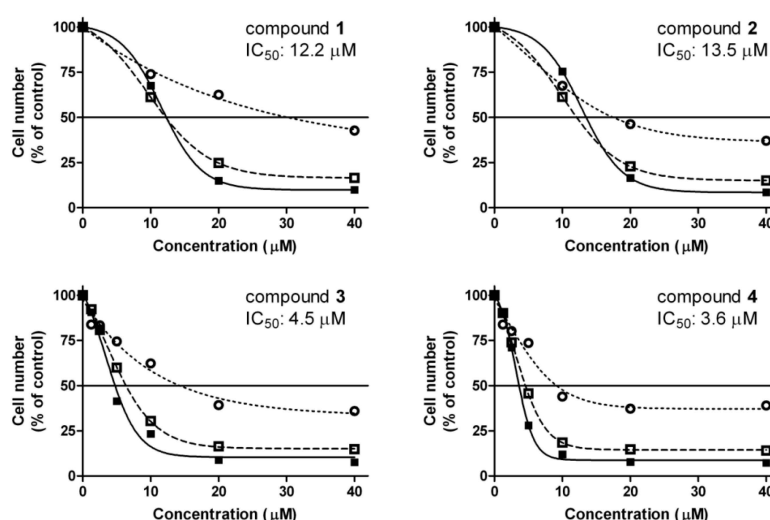 compound 1
IC50: 12.2 μM
Cell number
(% of control)
100
75
50
25
0
0 10 20 30 40
Concentration (μM)
compound 2
IC50: 13.5 μM
Cell number
(% of control)
100
75
50
25
0
0 10 20 30 40
Concentration (μM)
compound 3
IC50: 4.5 μM
Cell number
(% of control)
100
75
50
25
0
0 10 20 30 40
Concentration (μM)
compound 4
IC50: 3.6 μM
Cell number
(% of control)
100
75
50
25
0
0 10 20 30 40
Concentration (μM)